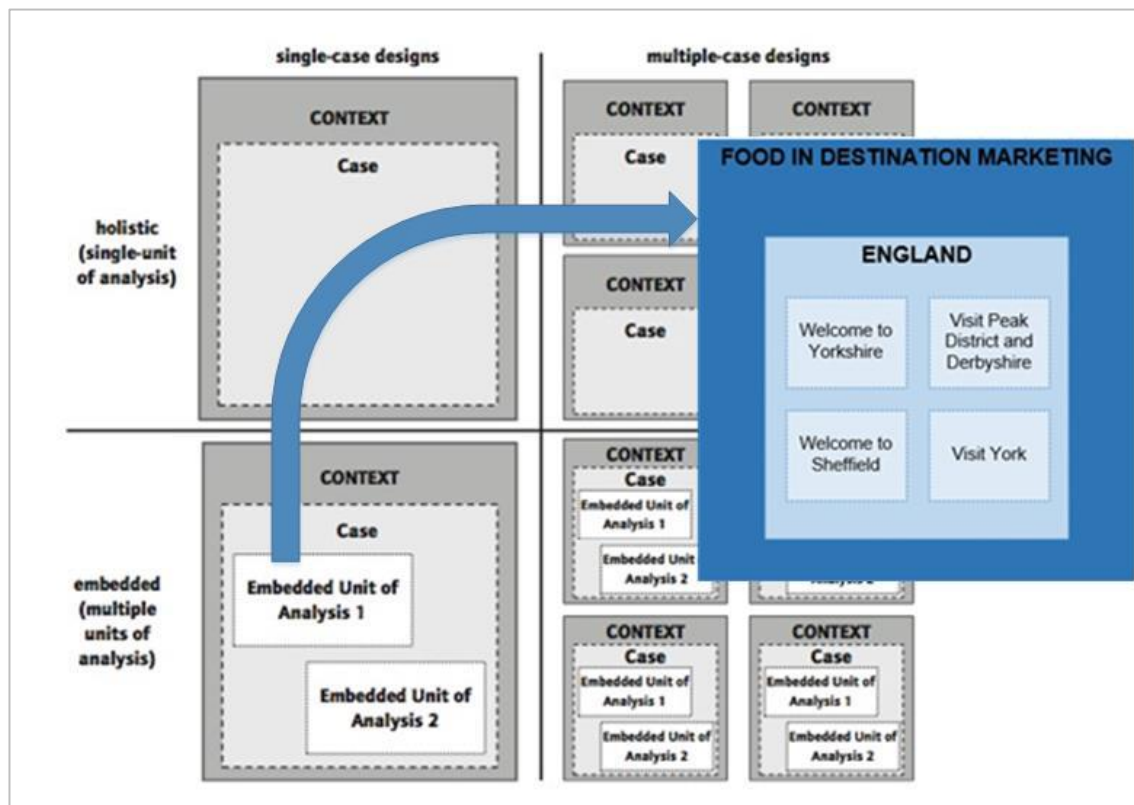 single-case designs
multiple-case designs
holistic
(single-unit
of analysis)
CONTEXT
Case
CONTEXT
Case
CONTEXT
CONTEXT
Case
FOOD IN DESTINATION MARKETING
ENGLAND
Welcome to
Yorkshire
Visit Peak
District and
Derbyshire
Welcome to
Sheffield
Visit York
embedded
(multiple
units of
analysis)
CONTEXT
Case
Embedded Unit of
Analysis 1
Embedded Unit of
Analysis 2
CONTEXT
Case
Embedded Unit of
Analysis 1
Embedded Unit
Analysis 2
CONTEXT
Case
Embedded Unit of
Analysis 1
Embedded Unit of
Analysis 2
CONTEXT
Case
Embedded Unit of
Analysis 1
Embedded Unit of
Analysis 2